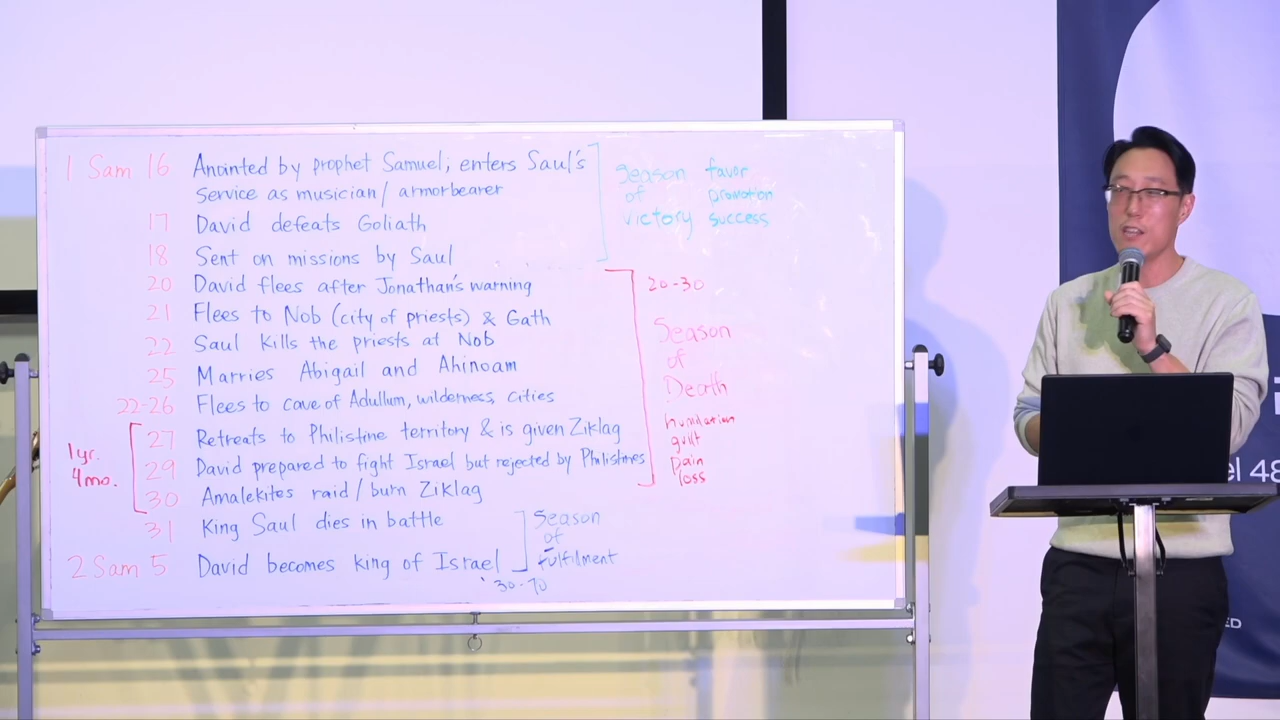 1 Sam 16 Anointed by prophet Samuel; enters Saul's
service as musician / armorbearer
17 David defeats Goliath
18 Sent on missions by Saul
20 David flees after Jonathan's warning
21 Flees to Nob (city of priests) & Gath
22 Saul kills the priests at Nob
25 Marries Abigail and Ahinoam
22-26 Flees to cave of Adullum, wilderness, cities
27 Retreats to Philistine territory & is given Ziklag
29 David prepared to fight Israel but rejected by Philistines
30 Amalekites raid / burn Ziklag
31 King Saul dies in battle
2 Sam 5 David becomes king of Israel
1 yr.
4 mo.
Season favor
of promotion
victory success
20-30
Season
of
Death
humiliation
guilt
pain
loss
Season
of
fulfillment
30-70
el 48
ED